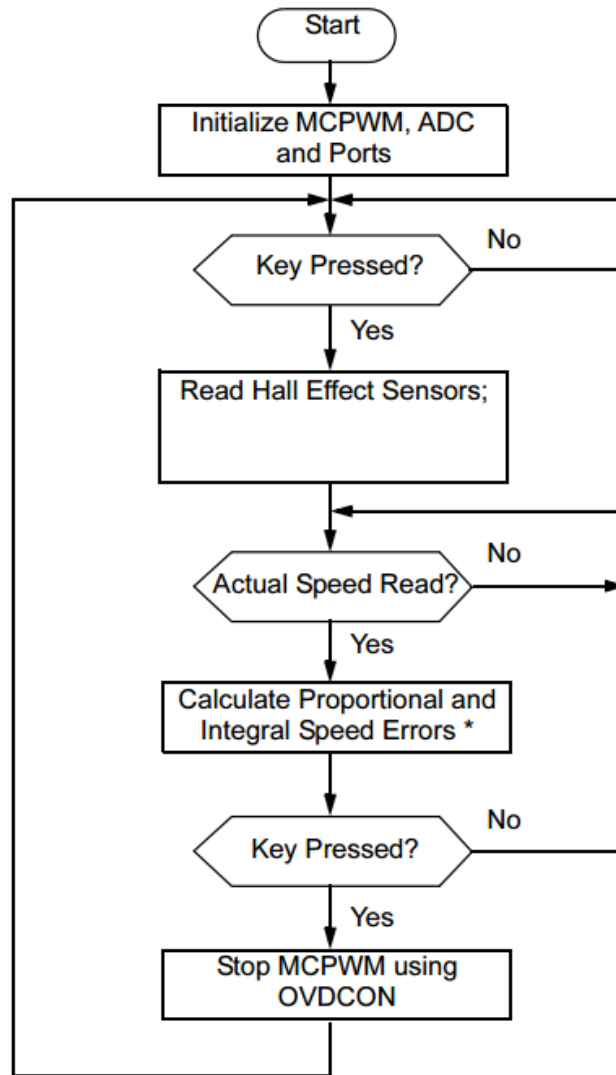 Start
Initialize MCPWM, ADC
and Ports
No
Key Pressed?
Yes
Read Hall Effect Sensors;
No
Actual Speed Read?
Yes
Calculate Proportional and
Integral Speed Errors *
No
Key Pressed?
Yes
Stop MCPWM using
OVDCON